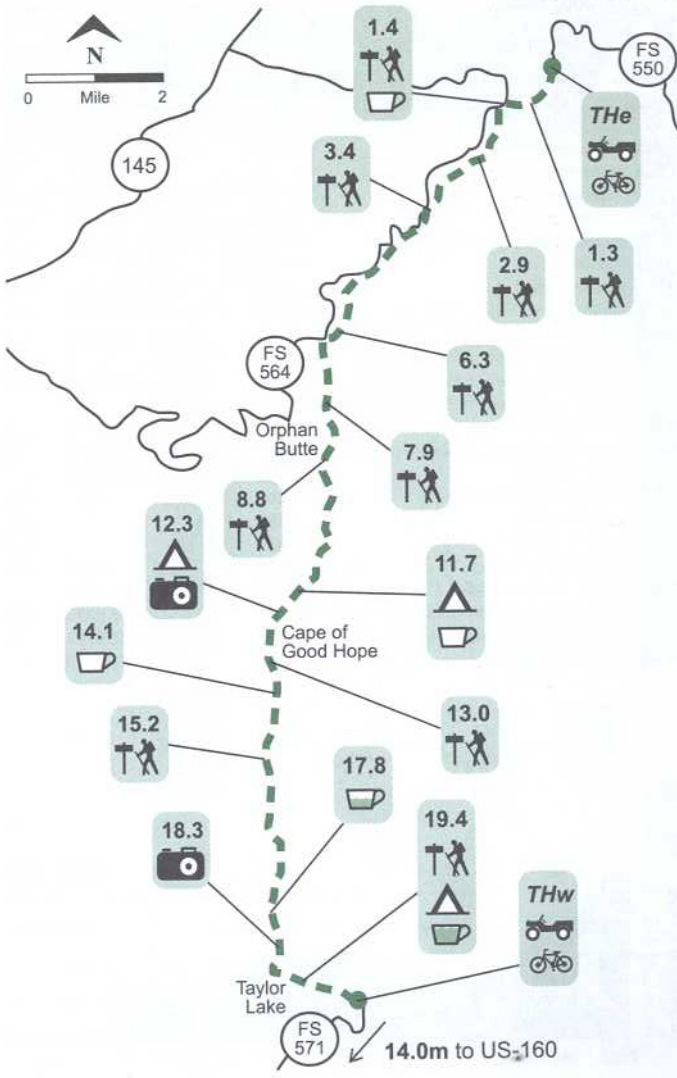 N
0 Mile 2
145
1.4
FS
550
THe
3.4
2.9
1.3
FS
564
6.3
Orphan
Butte
7.9
8.8
12.3
11.7
14.1
Cape of
Good Hope
15.2
13.0
17.8
18.3
19.4
THw
Taylor
Lake
FS
571
14.0m to US-160